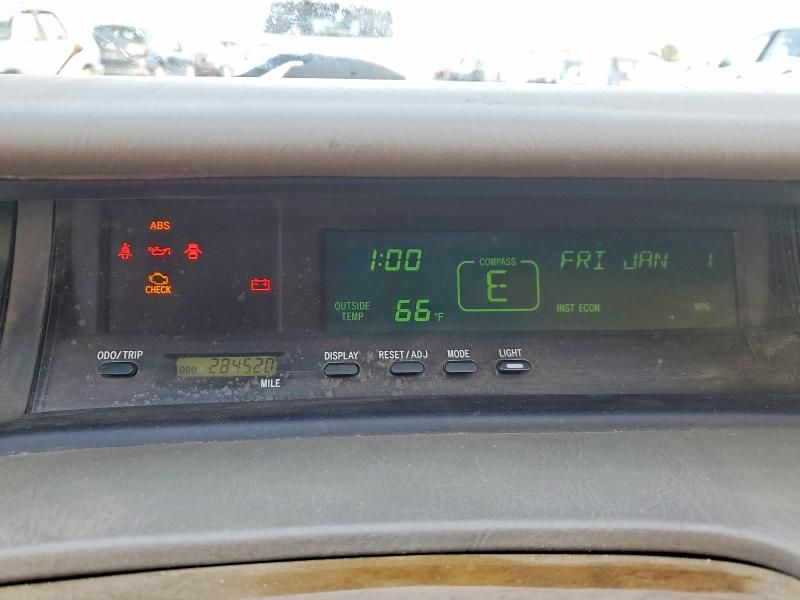 ABS
CHECK
1:00
COMPASS
E
FRI JAN 1
OUTSIDE
TEMP
66 °F
INST ECON
MPG
ODO/TRIP
ODO 284520
MILE
DISPLAY
RESET/ADJ
MODE
LIGHT